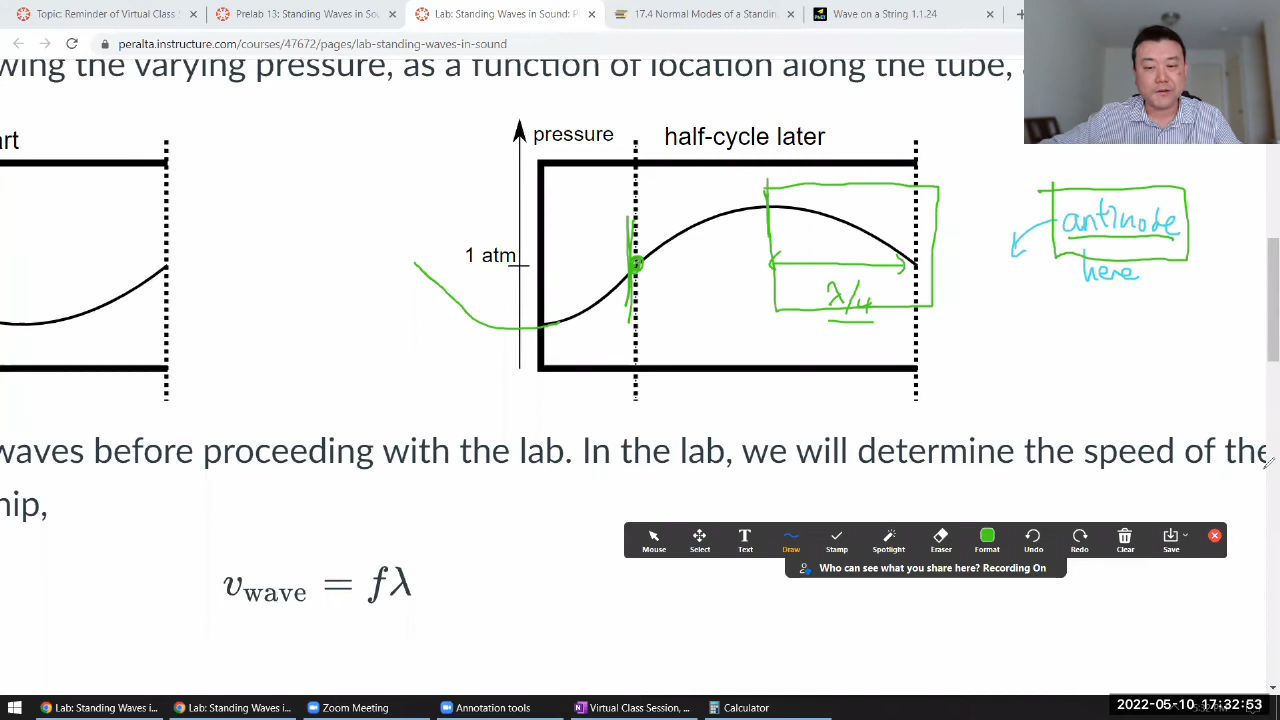 Topic: Reminder of Virtual Class
Prelab 13: Standing Waves in So
Lab: Standing Waves in Sound: P
17.4 Normal Modes of a Standin
Wave on a String 1.1.24
peralta.instructure.com/courses/47672/pages/lab-standing-waves-in-sound
wing the varying pressure, as a function of location along the tube,
art
pressure
half-cycle later
1 atm
λ/4
antinode
here
waves before proceeding with the lab. In the lab, we will determine the speed of the
hip,
v_wave = fλ
Mouse
Select
Text
Draw
Stamp
Spotlight
Eraser
Format
Undo
Redo
Clear
Save
Who can see what you share here? Recording On
Lab: Standing Waves i...
Lab: Standing Waves i...
Zoom Meeting
Annotation tools
Virtual Class Session, ...
Calculator
2022-05-10 17:32:53